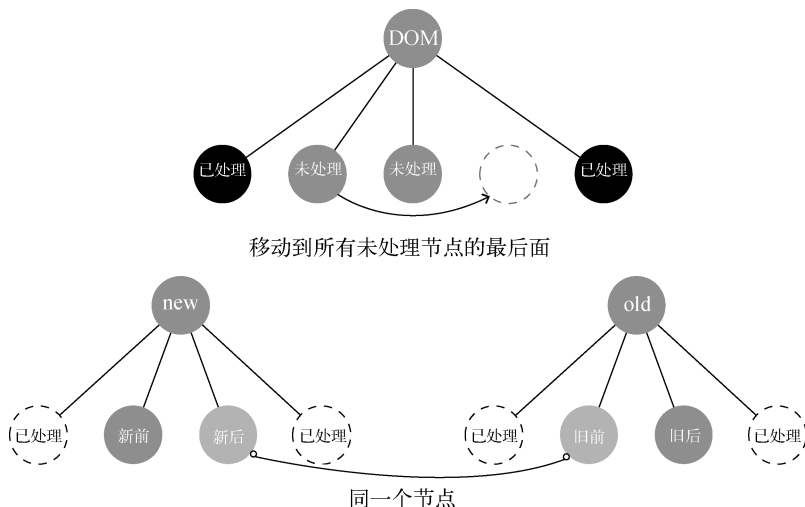 DOM
已处理 未处理 未处理 已处理
移动到所有未处理节点的最后面
new old
已处理 新前 新后 已处理 已处理 旧前 旧后 已处理
同一个节点